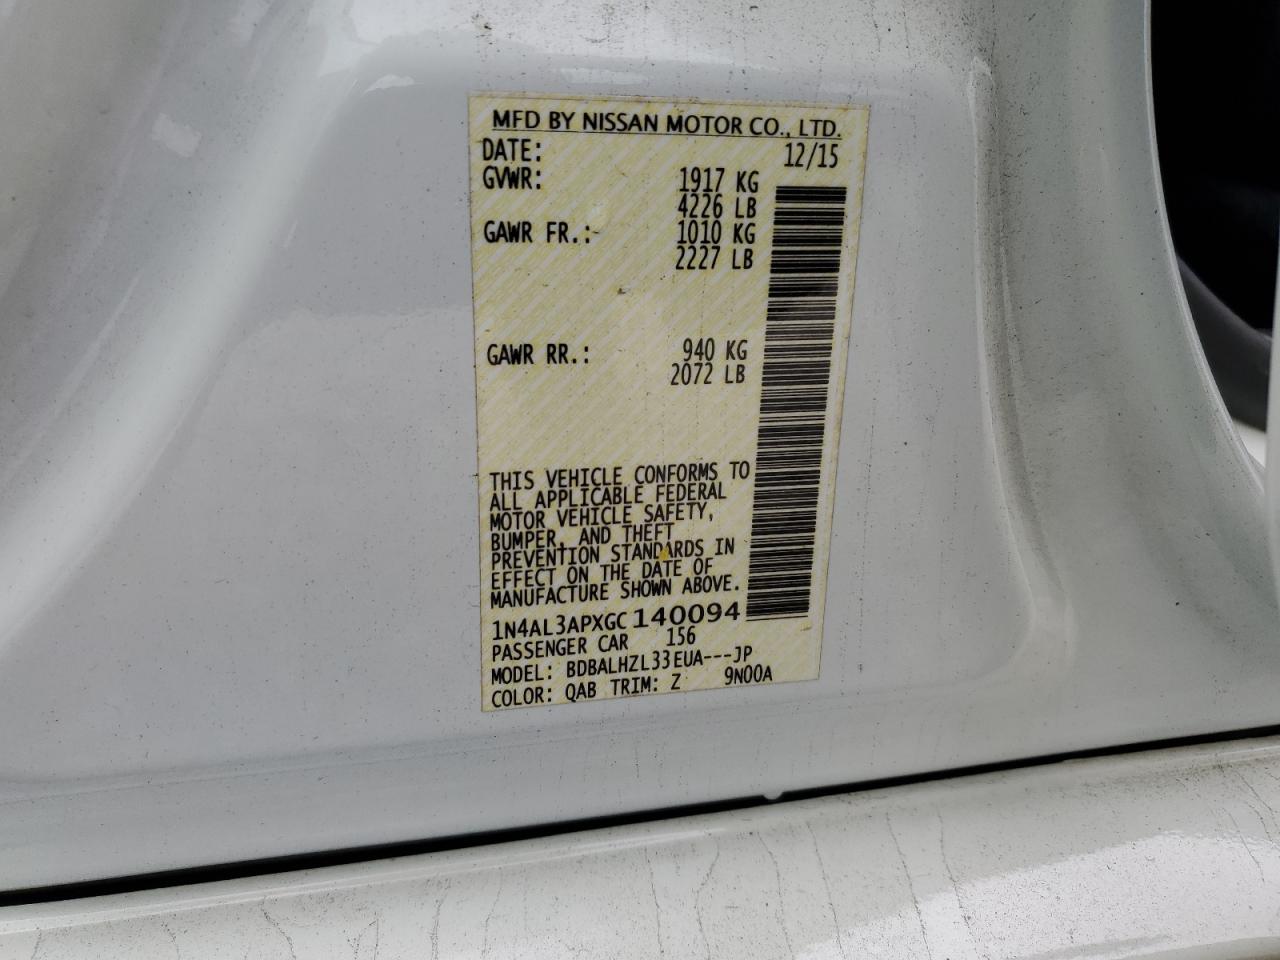 MFD BY NISSAN MOTOR CO., LTD.
DATE: 12/15
GVWR: 1917 KG
4226 LB
GAWR FR.: 1010 KG
2227 LB
GAWR RR.: 940 KG
2072 LB
THIS VEHICLE CONFORMS TO
ALL APPLICABLE FEDERAL
MOTOR VEHICLE SAFETY,
BUMPER, AND THEFT
PREVENTION STANDARDS IN
EFFECT ON THE DATE OF
MANUFACTURE SHOWN ABOVE.
1N4AL3APXGC140094
PASSENGER CAR 156
MODEL: BDBALHZL33EUA---JP
COLOR: QAB TRIM: Z 9N00A